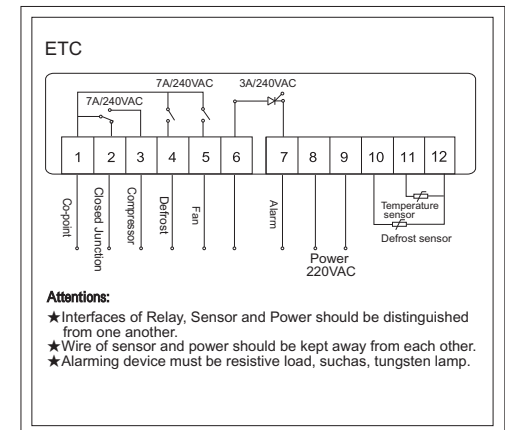 ETC
7A/240VAC 3A/240VAC
7A/240VAC
1 2 3 4 5 6 7 8 9 10 11 12
Co-point
Closed Junction
Compressor
Defrost
Fan
Alarm
Temperature
sensor
Defrost sensor
Power
220VAC
Attentions:
★Interfaces of Relay, Sensor and Power should be distinguished
from one another.
★Wire of sensor and power should be kept away from each other.
★Alarming device must be resistive load, suchas, tungsten lamp.